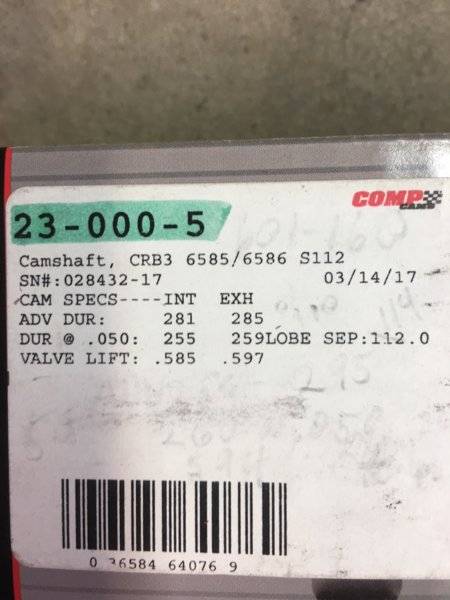 COMP
CAMS
23-000-5
Camshaft, CRB3 6585/6586 S112
SN#:028432-17 03/14/17
CAM SPECS----INT EXH
ADV DUR: 281 285
DUR @ .050: 255 259LOBE SEP:112.0
VALVE LIFT: .585 .597
0 36584 64076 9